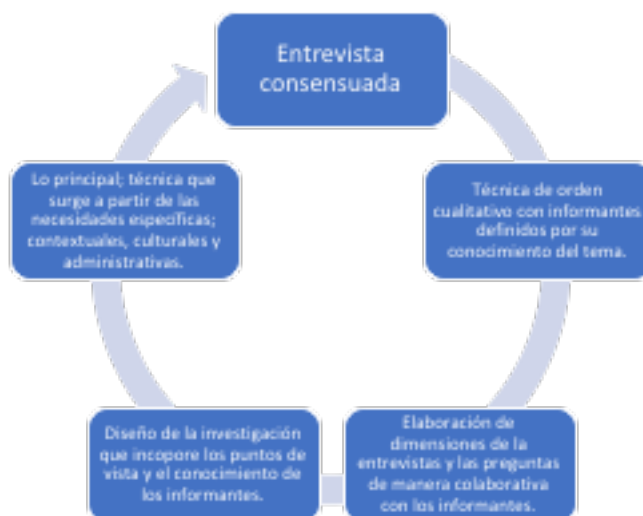 Entrevista
consensuada
Técnica de orden
cualitativo con informantes
definidos por su
conocimiento del tema.
Elaboración de
dimensiones de la
entrevistas y las preguntas
de manera colaborativa
con los informantes.
Diseño de la investigación
que incopore los puntos de
vista y el conocimiento de
los informantes.
Lo principal; técnica que
surge a partir de las
necesidades específicas;
contextuales, culturales y
administrativas.